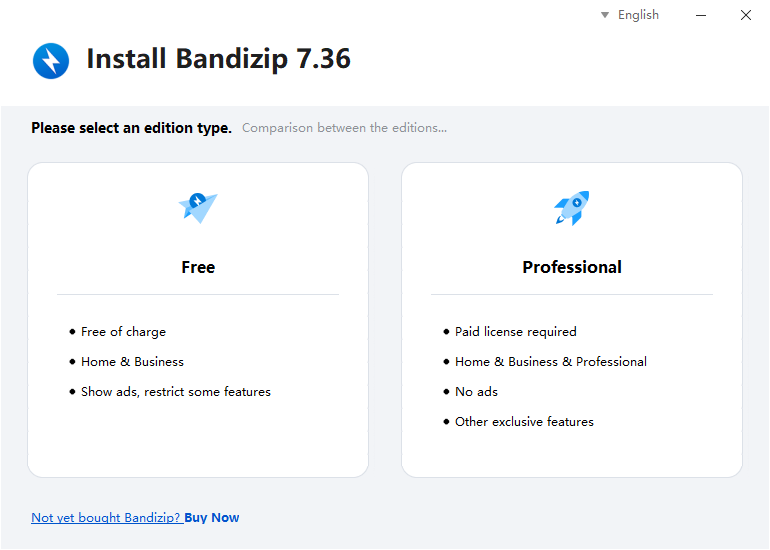 English
Install Bandizip 7.36
Please select an edition type. Comparison between the editions...
Free
Free of charge
Home & Business
Show ads, restrict some features
Professional
Paid license required
Home & Business & Professional
No ads
Other exclusive features
Not yet bought Bandizip? Buy Now